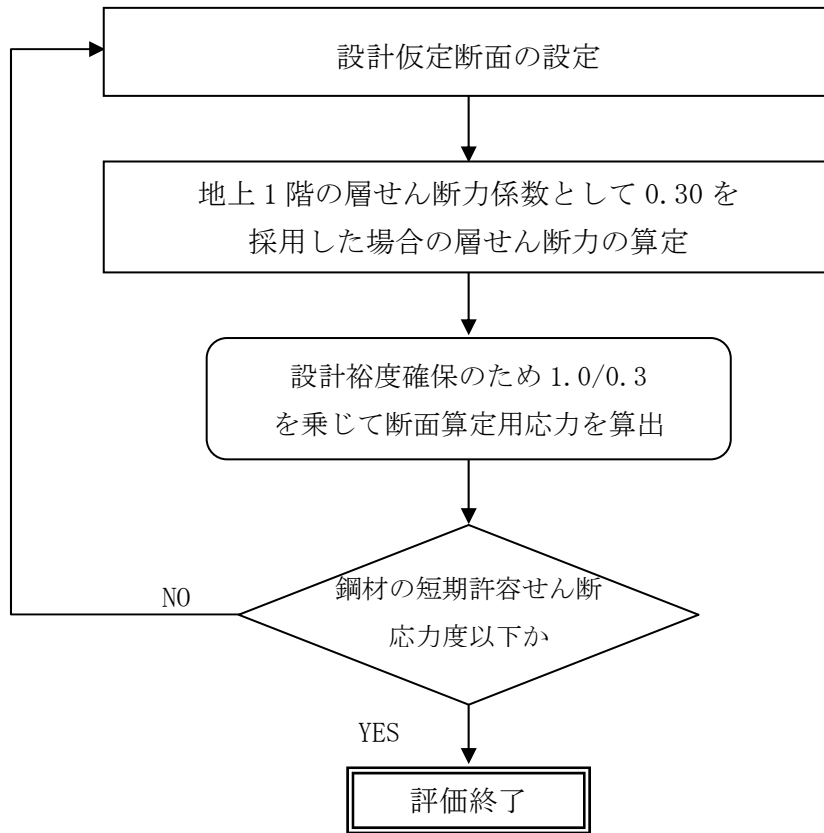 設計仮定断面の設定
地上1階の層せん断力係数として 0.30 を
採用した場合の層せん断力の算定
設計裕度確保のため 1.0/0.3
を乗じて断面算定用応力を算出
鋼材の短期許容せん断
応力度以下か
NO
YES
評価終了